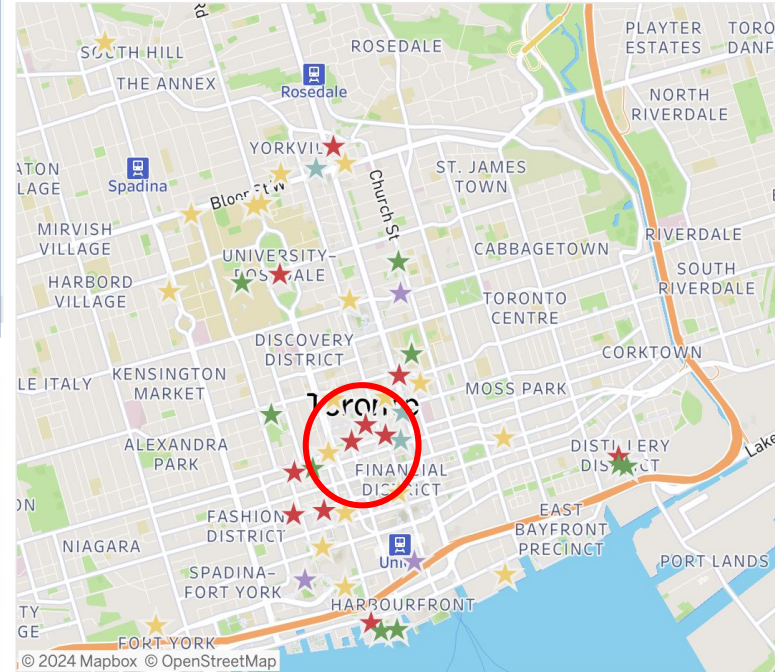 Rd
SOUTH HILL
ROSEDALE
PLAYTER
ESTATES
TORO
DANF
THE ANNEX
Rosedale
NORTH
RIVERDALE
ATON
LAGE
Spadina
Bloor St W
Church St
ST. JAMES
TOWN
MIRVISH
VILLAGE
UNIVERSITY-
CABBAGETOWN
RIVERDALE
HARBORD
VILLAGE
SOUTH
RIVERDALE
TORONTO
CENTRE
DISCOVERY
DISTRICT
CORKTOWN
LE ITALY
KENSINGTON
MARKET
MOSS PARK
Toronto
ALEXANDRA
PARK
DISTILLERY
DISTRICT
Lake
FINANCIAL
DISTRICT
ON
FASHION
DISTRICT
EAST
BAYFRONT
PRECINCT
NIAGARA
PORT LANDS
SPADINA–
FORT YORK
HARBOURFRONT
TY
GE
FORT YORK
© 2024 Mapbox © OpenStreetMap